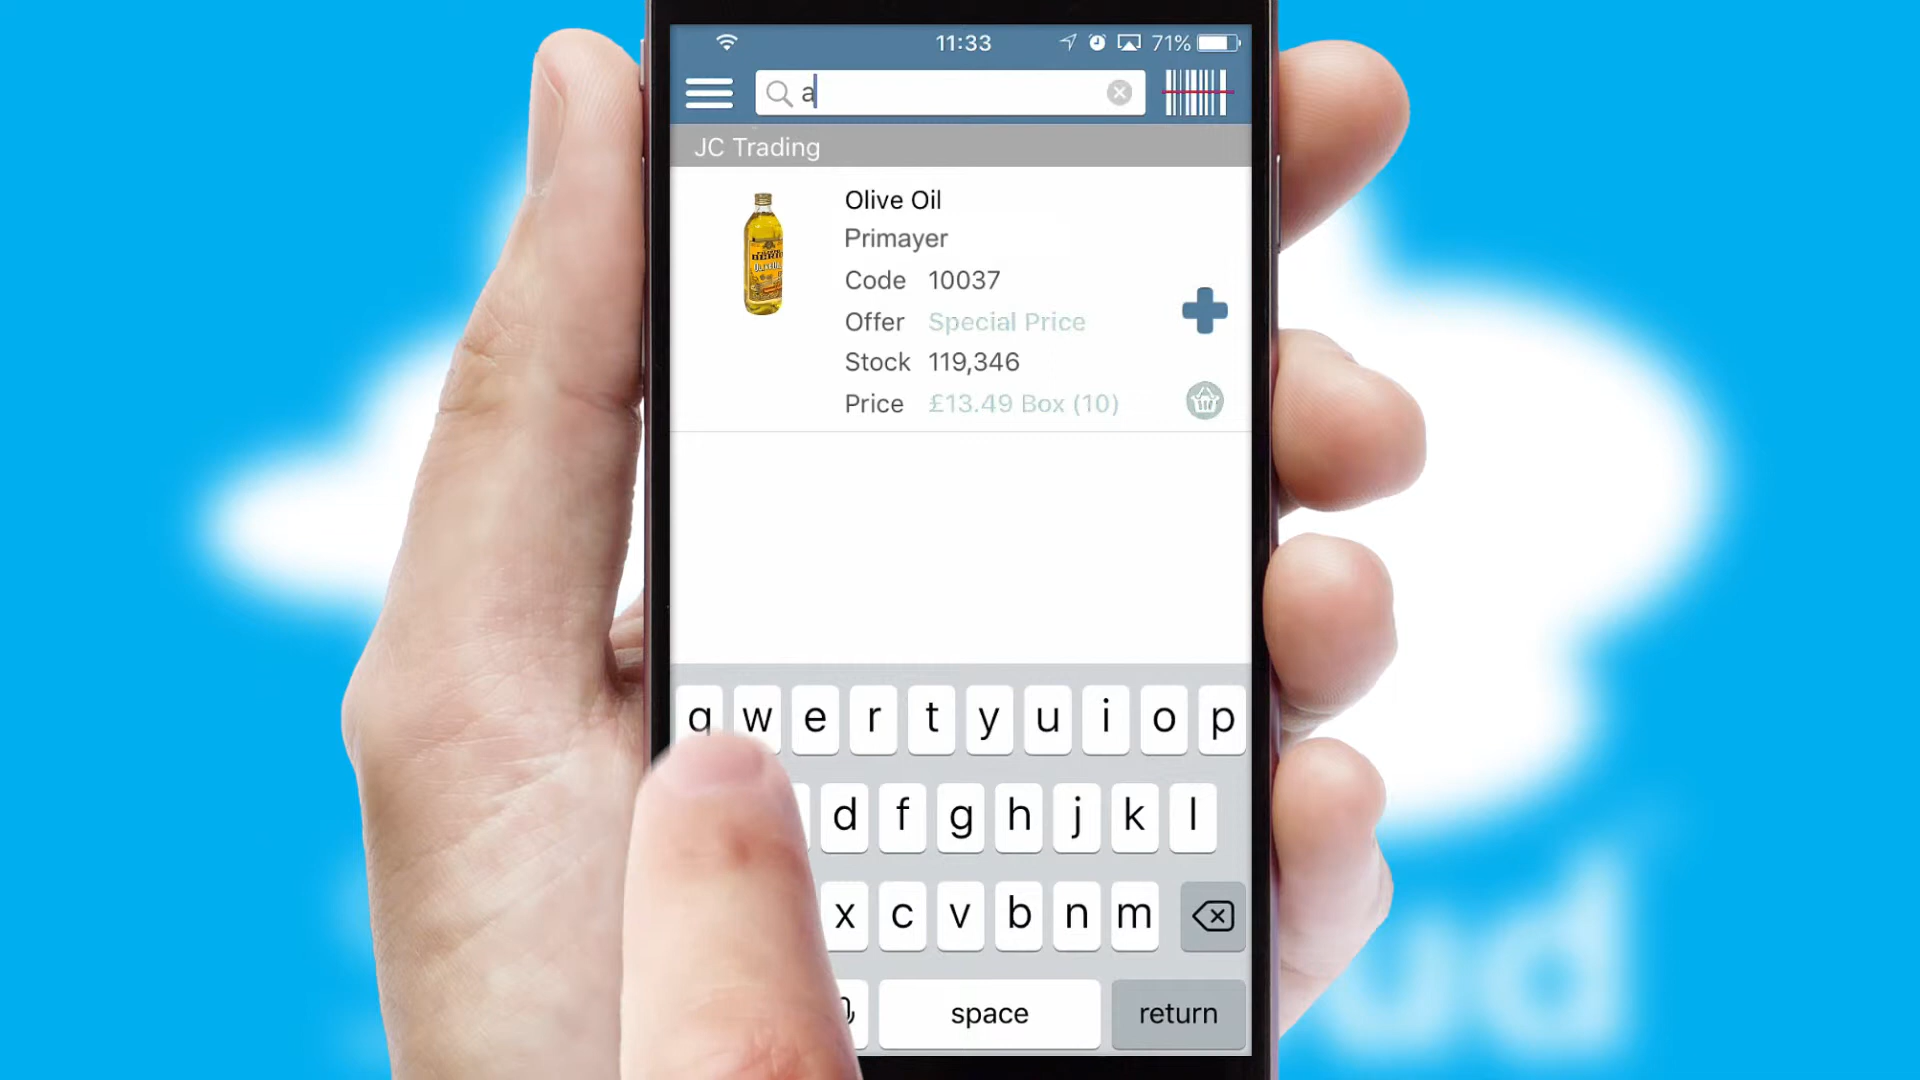 11:33
71%
a
JC Trading
Olive Oil
Primayer
Code 10037
Offer Special Price
Stock 119,346
Price £13.49 Box (10)
q w e r t y u i o p
d f g h j k l
x c v b n m
space return
ud